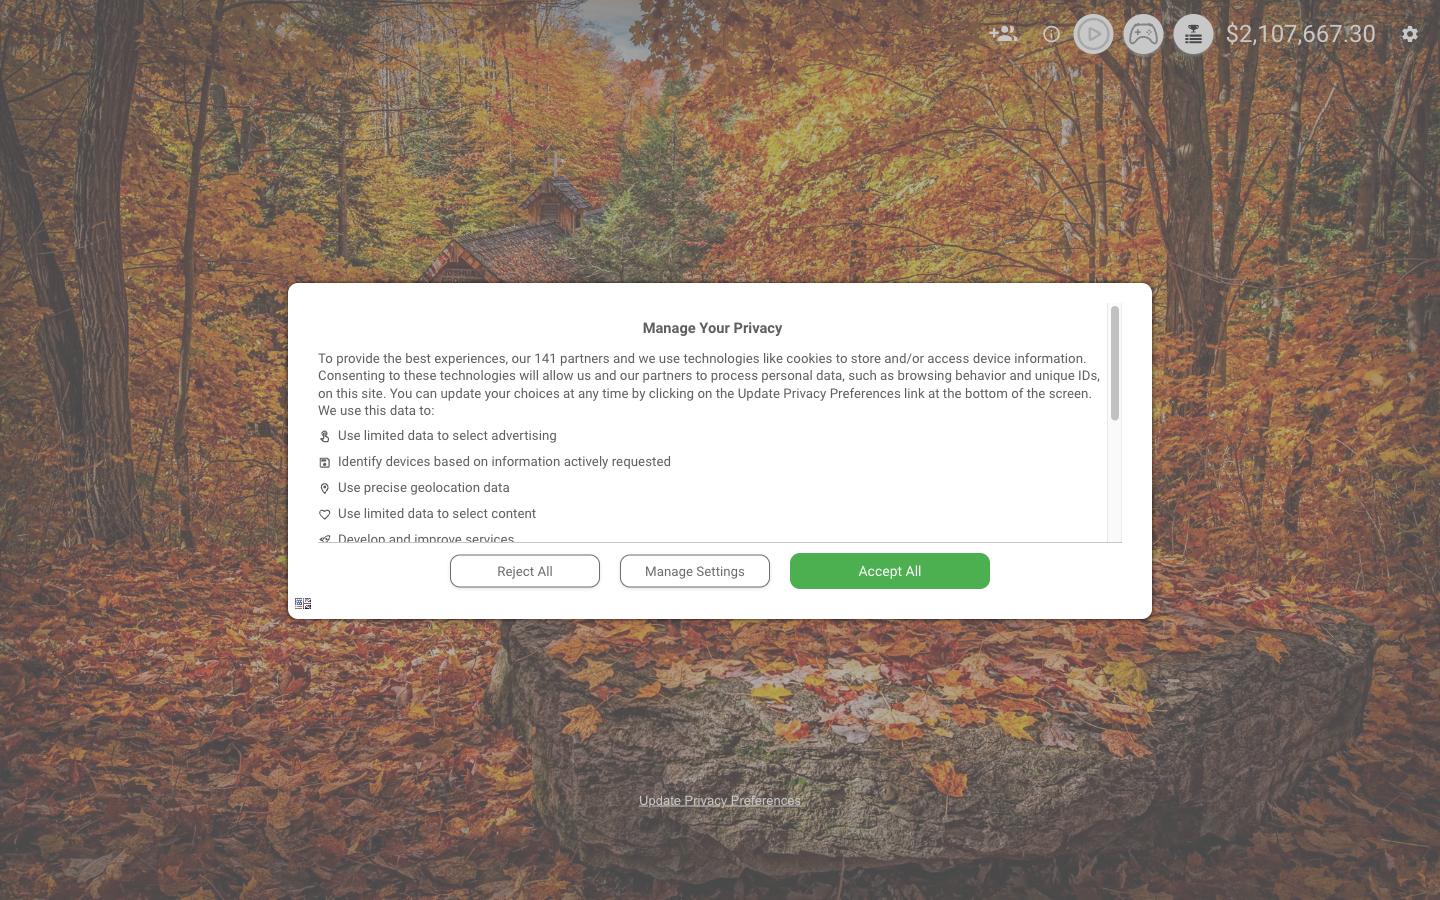 $2,107,667.30
Manage Your Privacy
To provide the best experiences, our 141 partners and we use technologies like cookies to store and/or access device information.
Consenting to these technologies will allow us and our partners to process personal data, such as browsing behavior and unique IDs,
on this site. You can update your choices at any time by clicking on the Update Privacy Preferences link at the bottom of the screen.
We use this data to:
Use limited data to select advertising
Identify devices based on information actively requested
Use precise geolocation data
Use limited data to select content
Develop and improve services
Reject All
Manage Settings
Accept All
Update Privacy Preferences